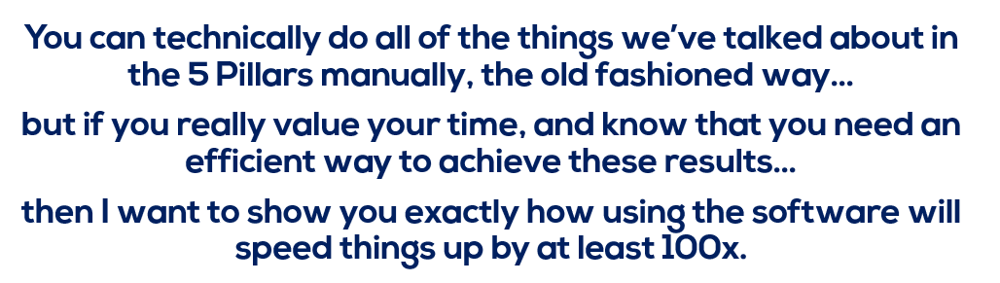 You can technically do all of the things we’ve talked about in
the 5 Pillars manually, the old fashioned way...
but if you really value your time, and know that you need an
efficient way to achieve these results...
then I want to show you exactly how using the software will
speed things up by at least 100x.